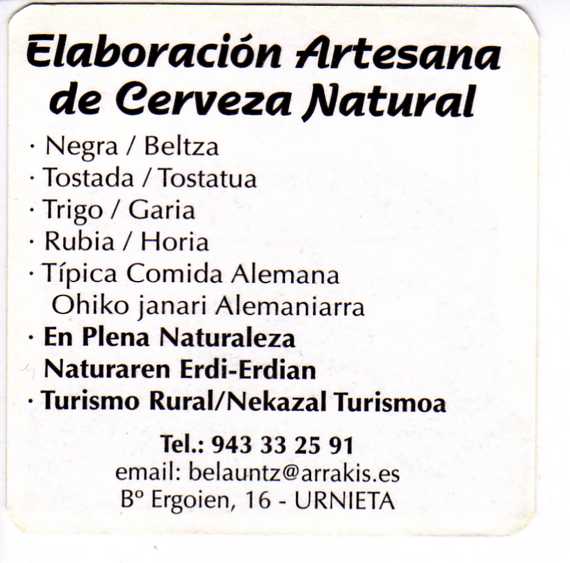 Elaboración Artesana
de Cerveza Natural
· Negra / Beltza
· Tostada / Tostatua
· Trigo / Garia
· Rubia / Horia
· Típica Comida Alemana
Ohiko janari Alemaniarra
· En Plena Naturaleza
Naturaren Erdi-Erdian
· Turismo Rural/Nekazal Turismoa
Tel.: 943 33 25 91
email: belauntz@arrakis.es
Bº Ergoien, 16 - URNIETA